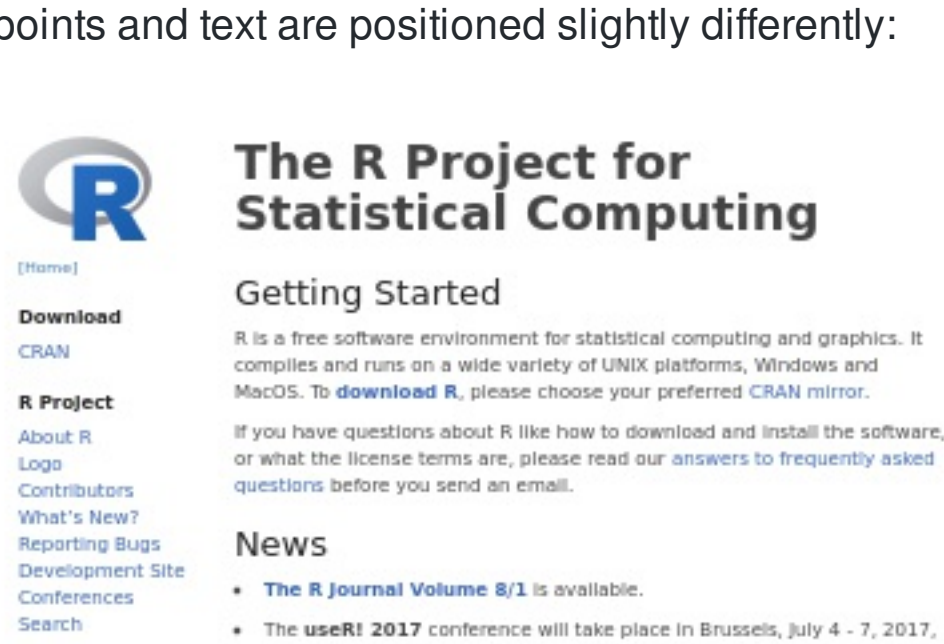 points and text are positioned slightly differently:
R
[Home]
Download
CRAN
R Project
About R
Logo
Contributors
What's New?
Reporting Bugs
Development Site
Conferences
Search
The R Project for
Statistical Computing
Getting Started
R is a free software environment for statistical computing and graphics. It
compiles and runs on a wide variety of UNIX platforms, Windows and
MacOS. To download R, please choose your preferred CRAN mirror.
If you have questions about R like how to download and install the software,
or what the license terms are, please read our answers to frequently asked
questions before you send an email.
News
• The R Journal Volume 8/1 is available.
• The useR! 2017 conference will take place in Brussels, July 4 - 7, 2017,